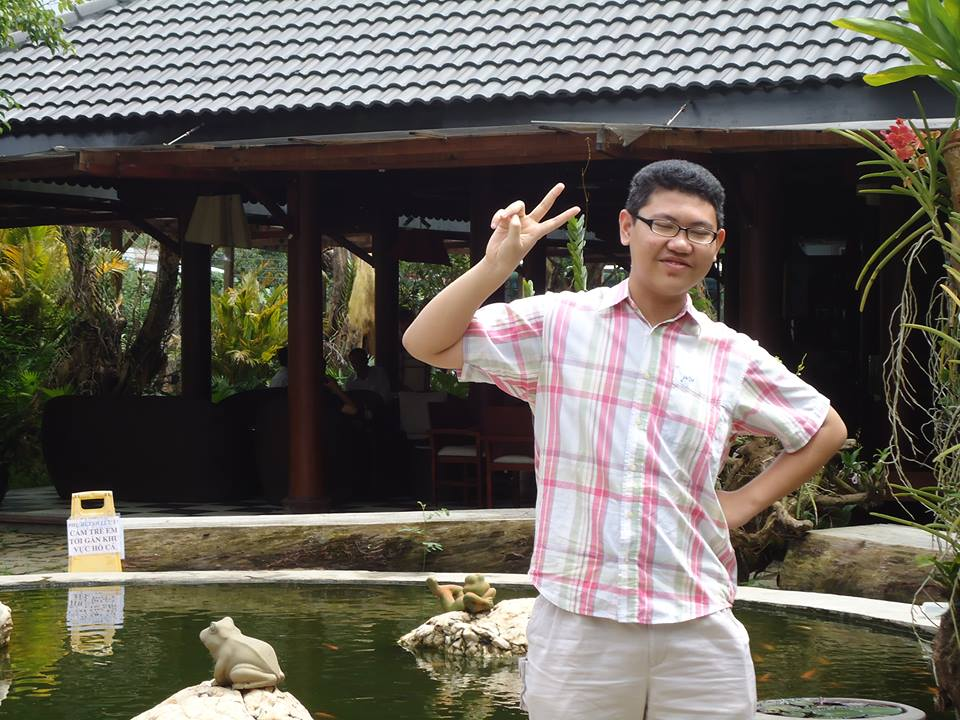 CẤM TRẺ EM
TỚI GẦN KHU
VỰC HỒ CÁ.